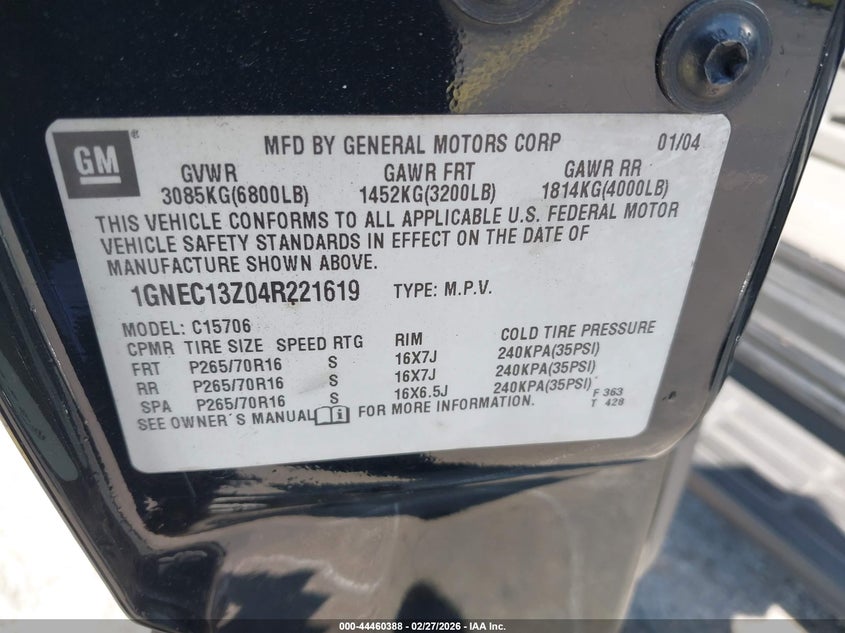 GM ®
MFD BY GENERAL MOTORS CORP 01/04
GVWR GAWR FRT GAWR RR
3085KG(6800LB) 1452KG(3200LB) 1814KG(4000LB)
THIS VEHICLE CONFORMS TO ALL APPLICABLE U.S. FEDERAL MOTOR
VEHICLE SAFETY STANDARDS IN EFFECT ON THE DATE OF
MANUFACTURE SHOWN ABOVE.
1GNEC13Z04R221619 TYPE: M.P.V.
MODEL: C15706
CPMR TIRE SIZE SPEED RTG RIM COLD TIRE PRESSURE
FRT P265/70R16 S 16X7J 240KPA(35PSI)
RR P265/70R16 S 16X7J 240KPA(35PSI)
SPA P265/70R16 S 16X6.5J 240KPA(35PSI)
SEE OWNER'S MANUAL FOR MORE INFORMATION.
F 363
T 428
000-44460388 — 02/27/2026 — IAA Inc.